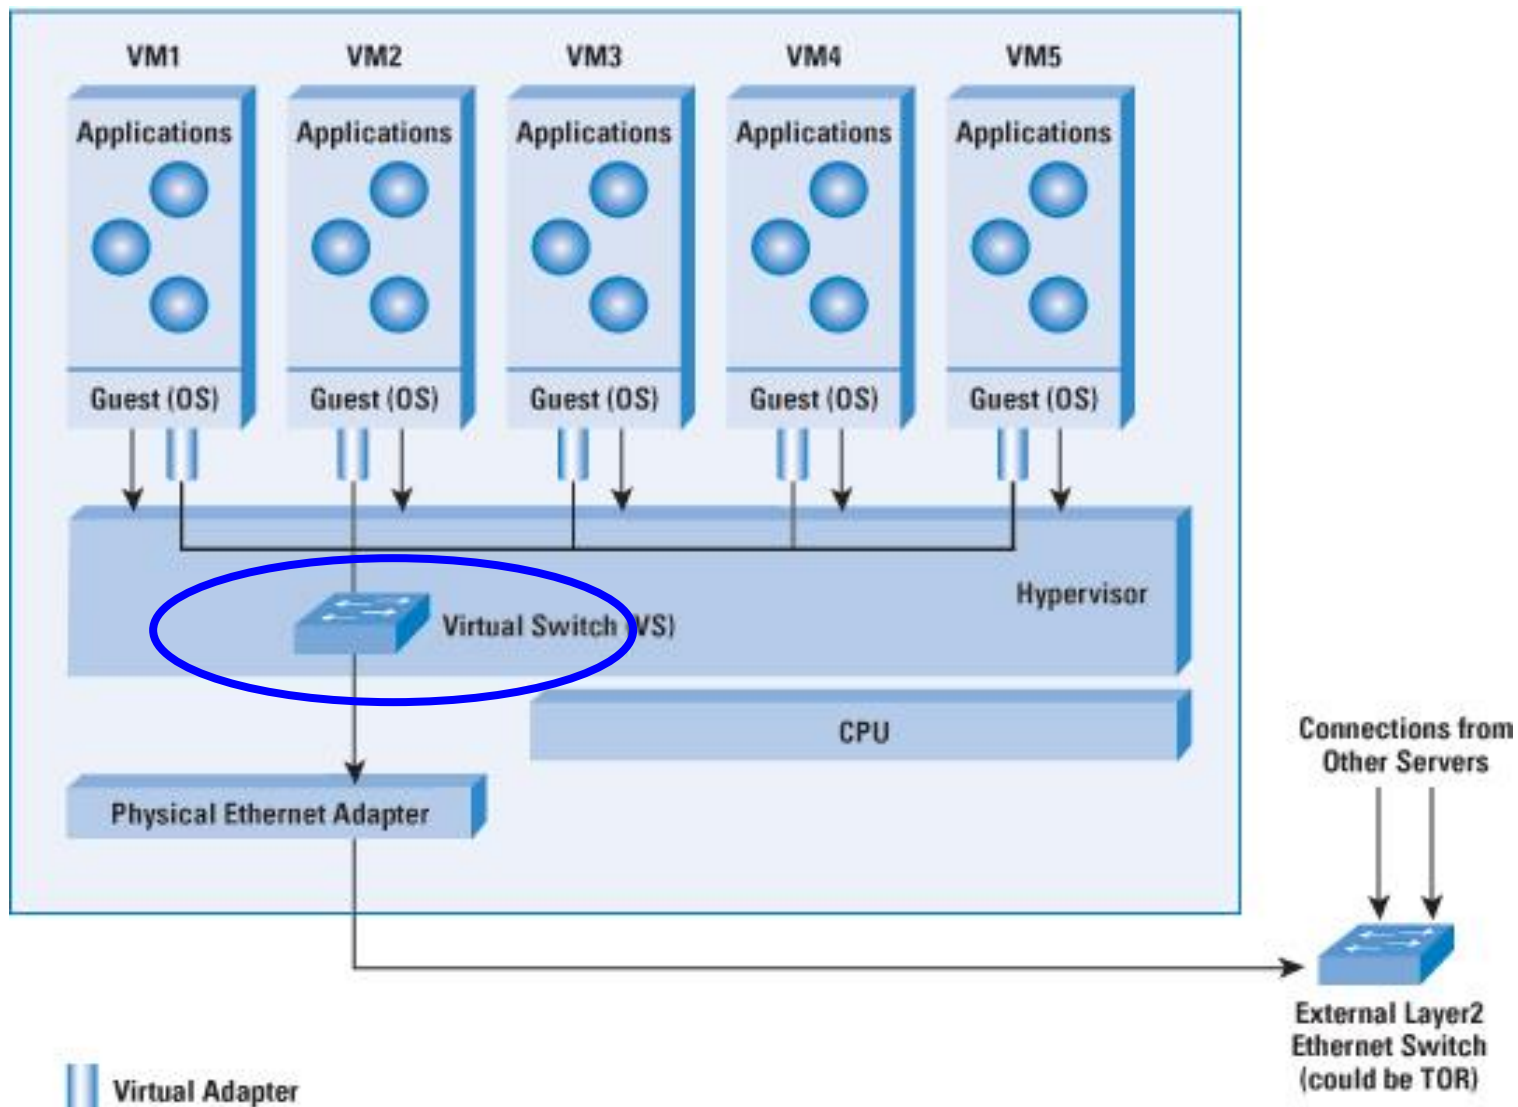 VM1
VM2
VM3
VM4
VM5
Applications
Applications
Applications
Applications
Applications
Guest (OS)
Guest (OS)
Guest (OS)
Guest (OS)
Guest (OS)
Hypervisor
Virtual Switch (VS)
CPU
Connections from
Other Servers
Physical Ethernet Adapter
External Layer2
Ethernet Switch
(could be TOR)
Virtual Adapter